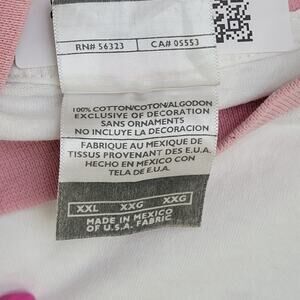 RN# 56323 CA# 05553
100% COTTON/COTON/ALGODON
EXCLUSIVE OF DECORATION
SANS ORNAMENTS
NO INCLUYE LA DECORACION
FABRIQUE AU MEXIQUE DE
TISSUS PROVENANT DES E.U.A.
HECHO EN MEXICO CON
TELA DE E.U.A.
XXL XXG XXG
MADE IN MEXICO
OF U.S.A. FABRIC